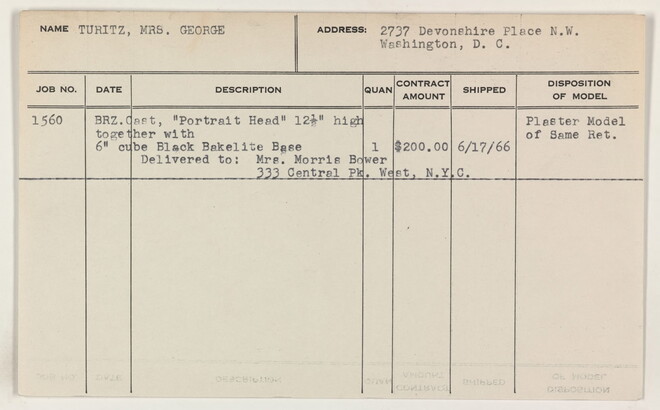 NAME TURITZ, MRS. GEORGE ADDRESS: 2737 Devonshire Place N.W.
Washington, D. C.
JOB NO. DATE DESCRIPTION QUAN CONTRACT AMOUNT SHIPPED DISPOSITION OF MODEL
1560 BRZ.Cast, "Portrait Head" 12½" high Plaster Model
together with of Same Ret.
6" cube Black Bakelite Base 1 $200.00 6/17/66
Delivered to: Mrs. Morris Bower
333 Central Pk. West, N.Y.C.